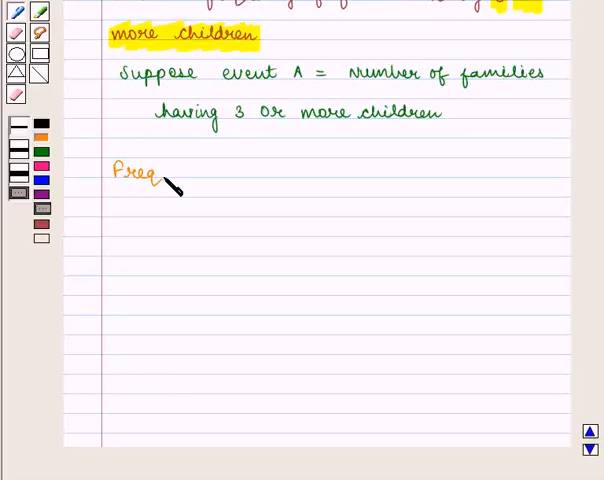 more children
Suppose event A = Number of families
having 3 or more children
Freq